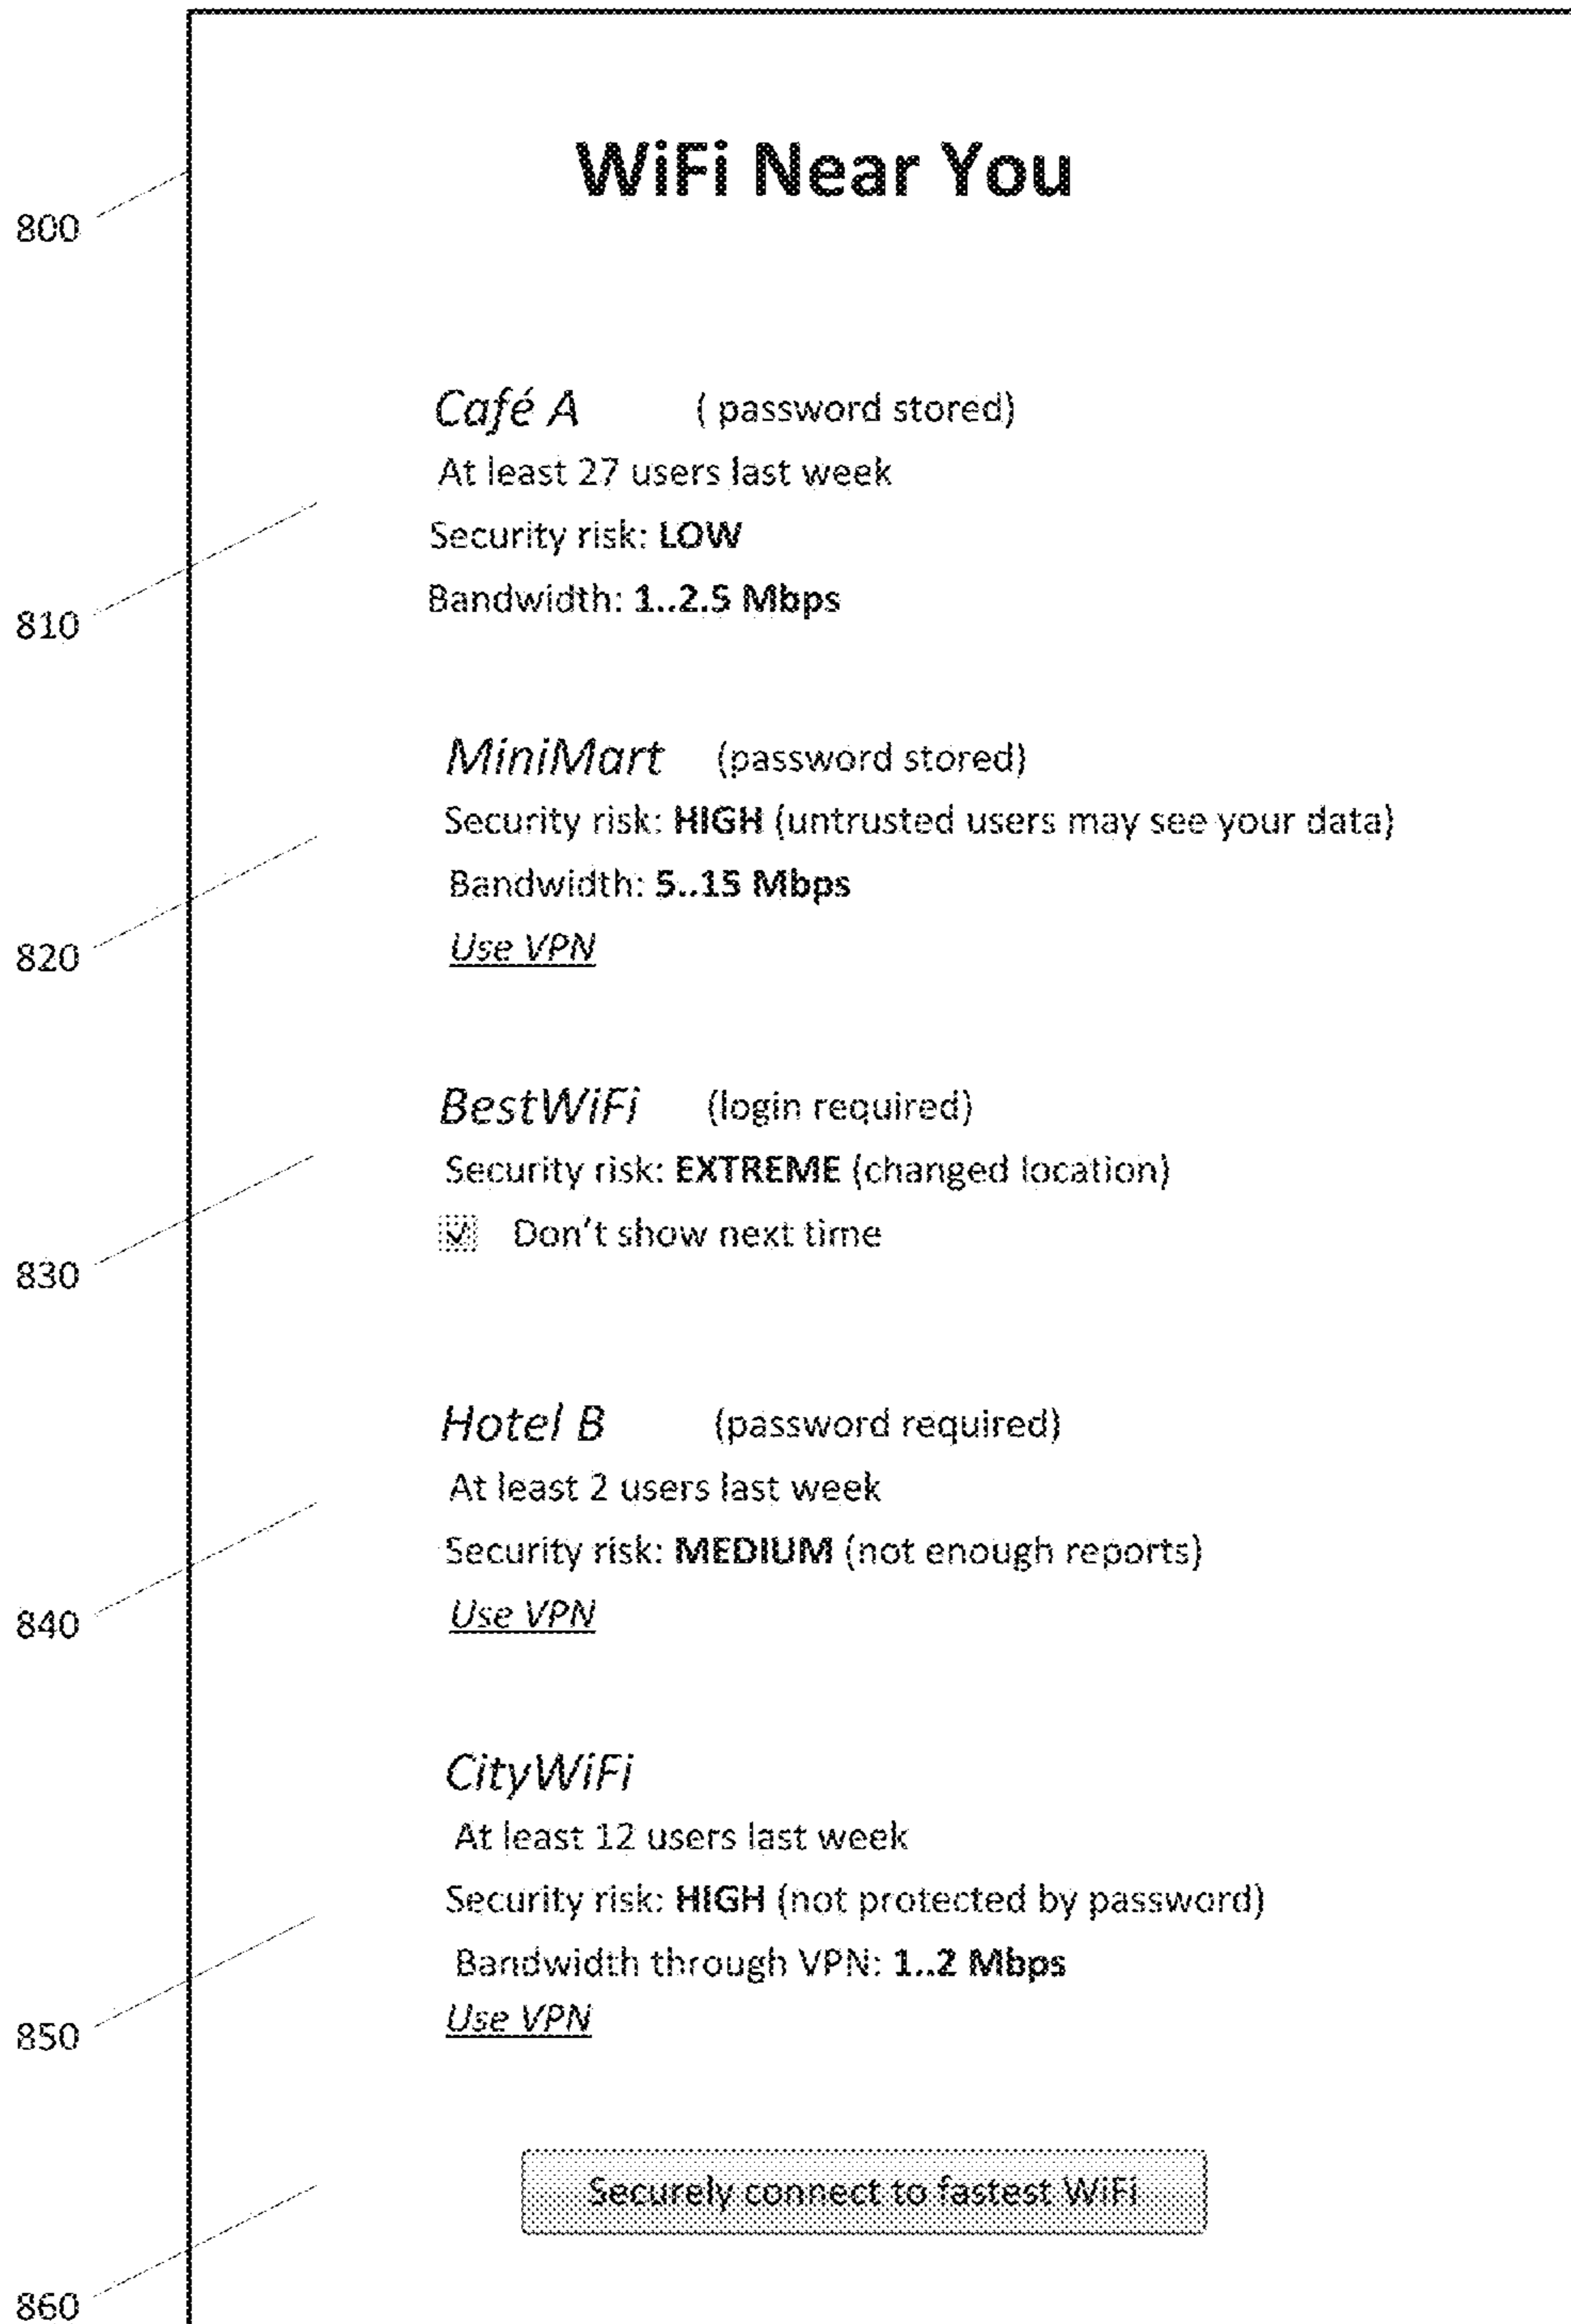 WiFi Near You
800
Café A ( password stored)
At least 27 users last week
Security risk: LOW
Bandwidth: 1..2.5 Mbps
810
MiniMart (password stored)
Security risk: HIGH (untrusted users may see your data)
Bandwidth: 5..15 Mbps
820
Use VPN
BestWiFi (login required)
Security risk: EXTREME (changed location)
Don't show next time
830
Hotel B (password required)
At least 2 users last week
Security risk: MEDIUM (not enough reports)
840
Use VPN
CityWiFi
At least 12 users last week
Security risk: HIGH (not protected by password)
Bandwidth through VPN: 1..2 Mbps
Use VPN
850
Securely connect to fastest WiFi
860